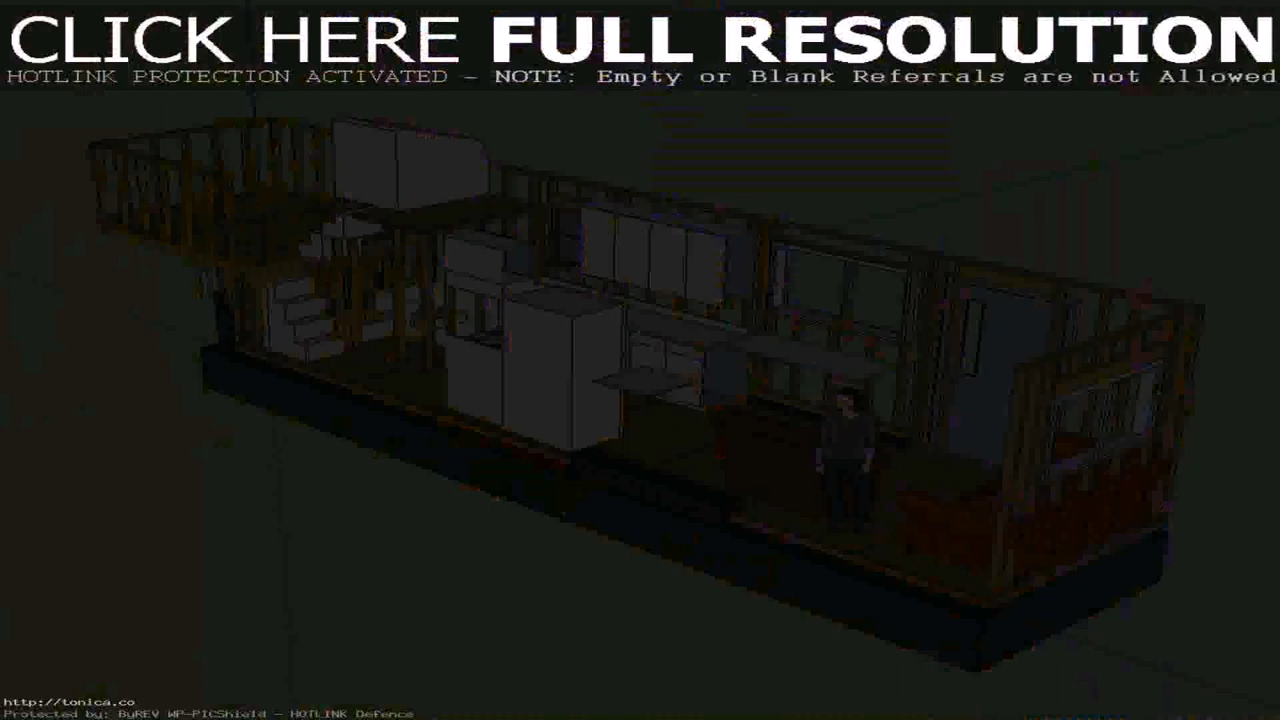 CLICK HERE FULL RESOLUTION
HOTLINK PROTECTION ACTIVATED – NOTE: Empty or Blank Referrals are not Allowed
http://tonica.co
Protected by: ByREV WP-PICShield – HOTLINK Defence